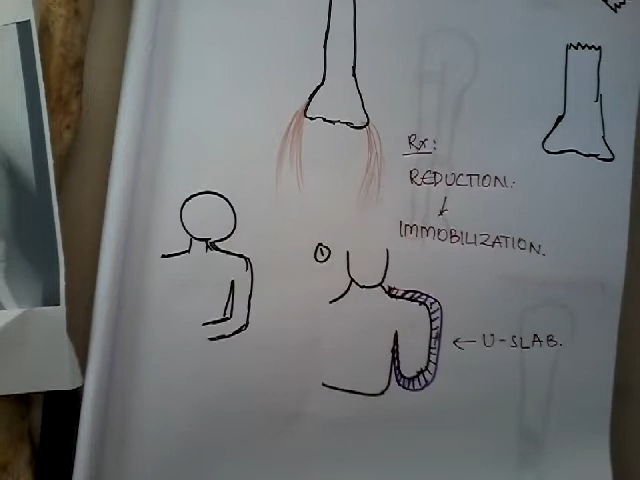 Rx:
REDUCTION.
↓
IMMOBILIZATION.
①
← U-SLAB.